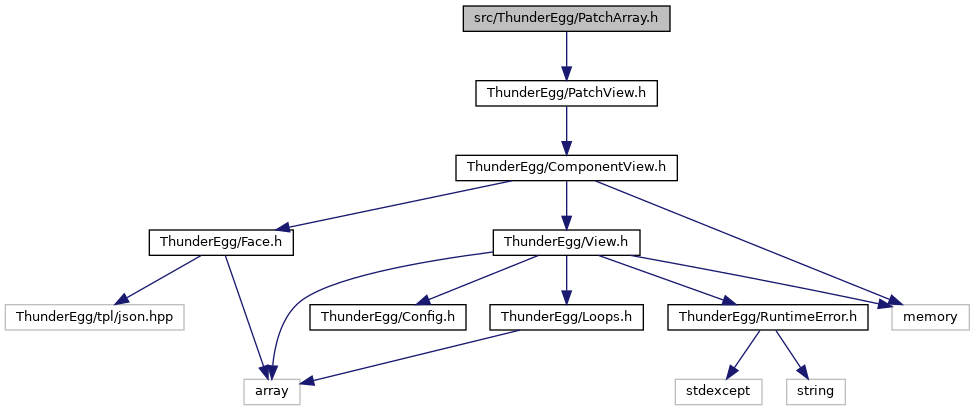 src/ThunderEgg/PatchArray.h
ThunderEgg/PatchView.h
ThunderEgg/ComponentView.h
ThunderEgg/Face.h
ThunderEgg/View.h
ThunderEgg/tpl/json.hpp
ThunderEgg/Config.h
ThunderEgg/Loops.h
ThunderEgg/RuntimeError.h
memory
array
stdexcept
string